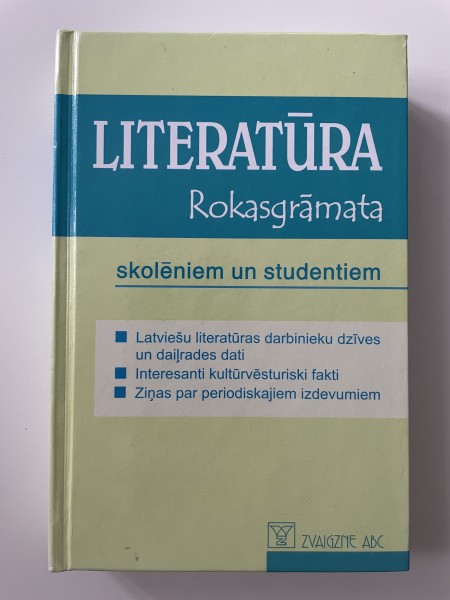 LITERATŪRA
Rokasgrāmata
skolēniem un studentiem
Latviešu literatūras darbinieku dzīves
un daiļrades dati
Interesanti kultūrvēsturiski fakti
Ziņas par periodiskajiem izdevumiem
ZVAIGZNE ABC